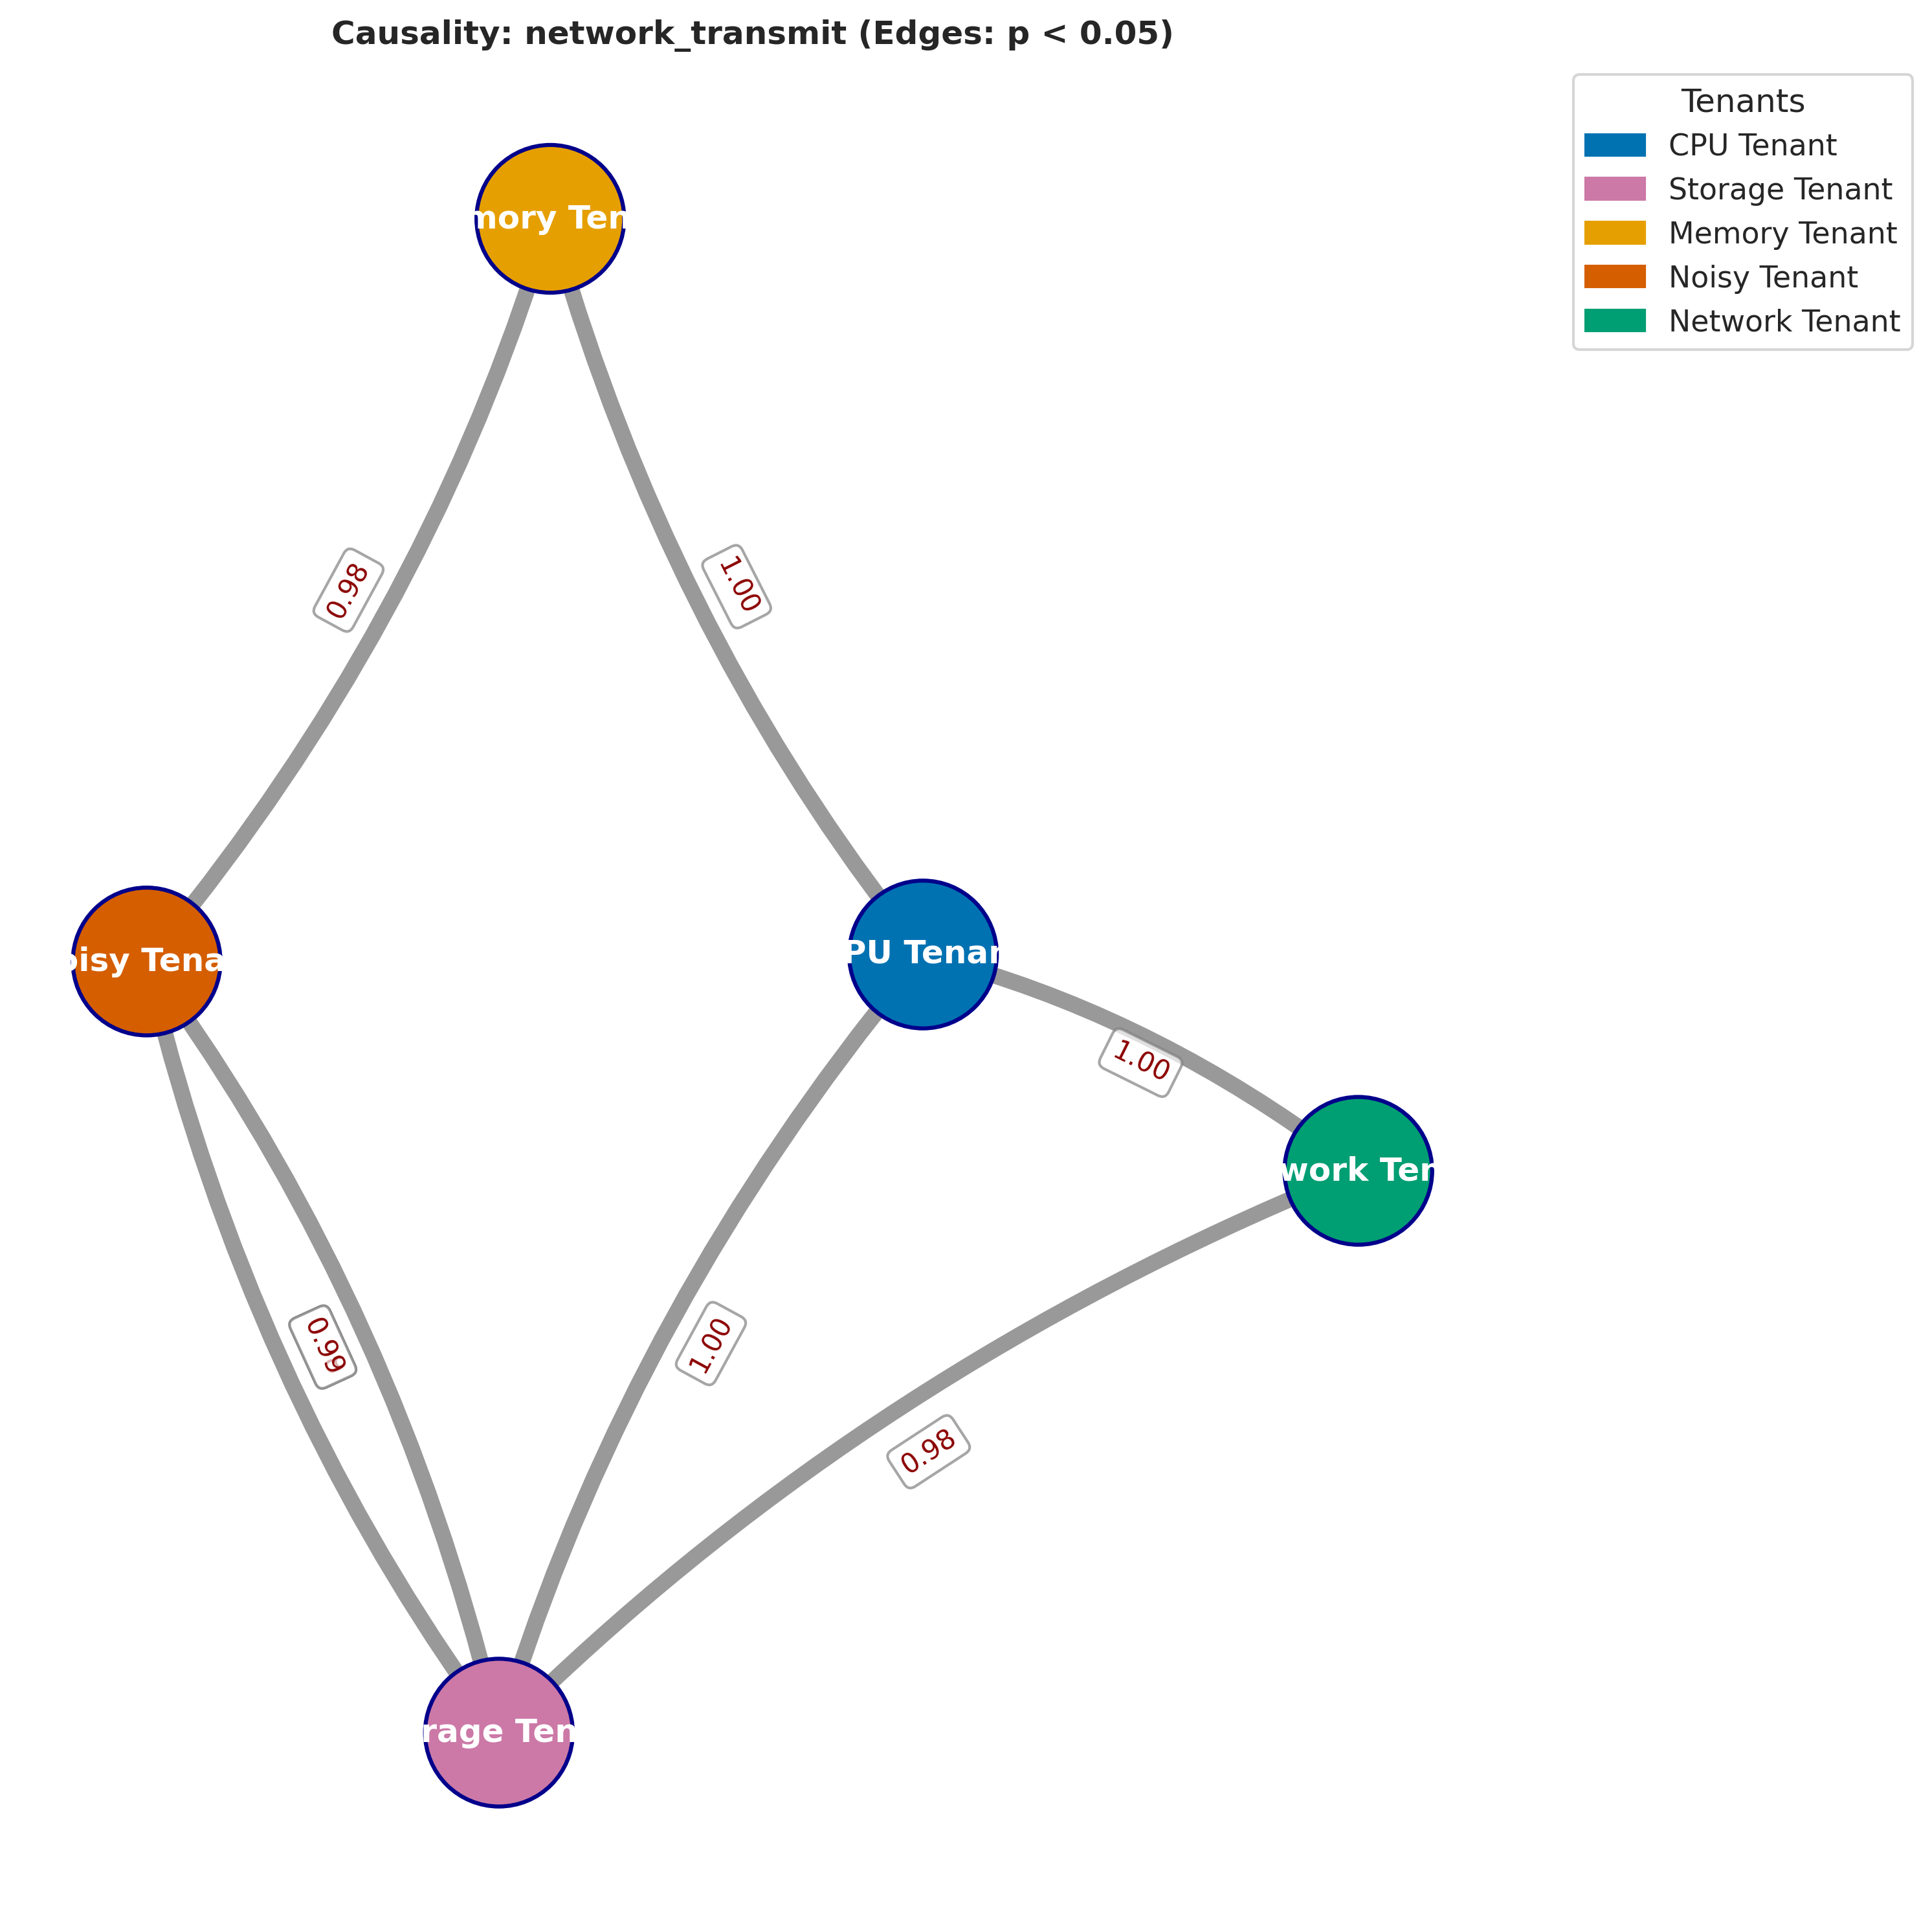 Causality: network_transmit (Edges: p < 0.05)
Tenants
CPU Tenant
Storage Tenant
Memory Tenant
Noisy Tenant
Network Tenant
mory Ten
0.98
1.00
oisy Tena
PU Tenan
1.00
work Ten
0.99
1.00
0.98
rage Ten